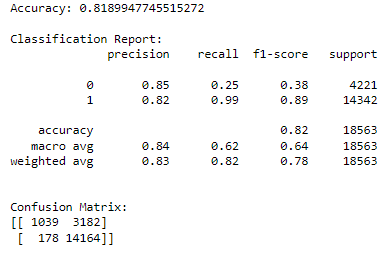 Accuracy: 0.8189947745515272
Classification Report:
precision recall f1-score support
0 0.85 0.25 0.38 4221
1 0.82 0.99 0.89 14342
accuracy 0.82 18563
macro avg 0.84 0.62 0.64 18563
weighted avg 0.83 0.82 0.78 18563
Confusion Matrix:
[[ 1039 3182]
[ 178 14164]]